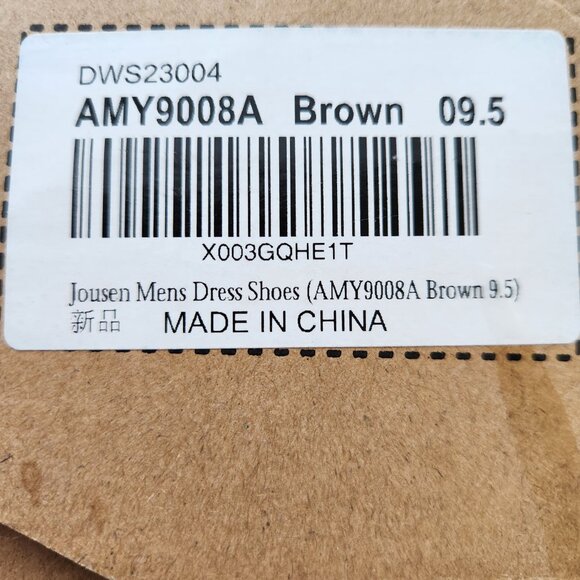 DWS23004
AMY9008A Brown 09.5
X003GQHE1T
Jousen Mens Dress Shoes (AMY9008A Brown 9.5)
新品 MADE IN CHINA